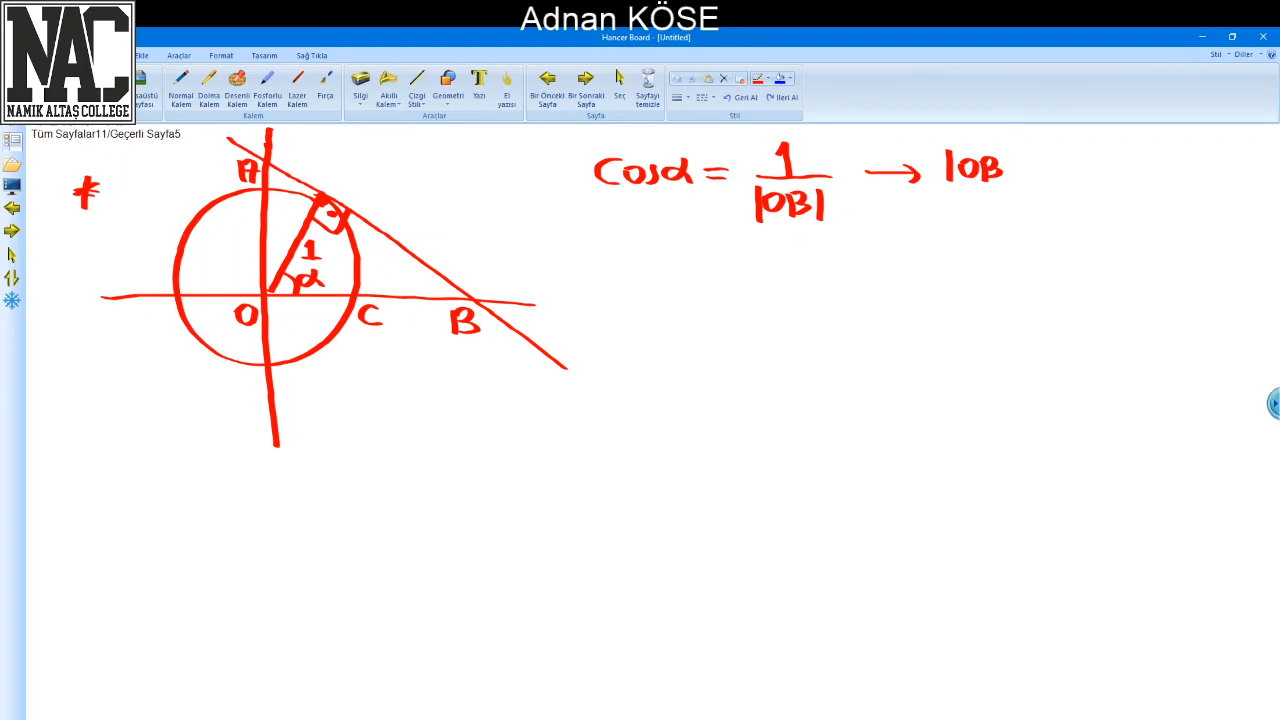 Adnan KÖSE
Hancer Board - [Untitled]
NAC
NAMIK ALTAŞ COLLEGE
Ekle Araçlar Format Tasarım Sağ Tıkla
Stil Diller
Normal Kalem
Dolma Kalem
Desenli Kalem
Fosforlu Kalem
Lazer Kalem
Fırça
Silgi
Akıllı Kalem
Çizgi Stili
Geometri
Yazı
El yazısı
Bir Önceki Sayfa
Bir Sonraki Sayfa
Seç
Sayfayi temizle
Geri Al
İleri Al
Kalem
Araçlar
Sayfa
Stil
Tüm Sayfalar11/Geçerli Sayfa5
*
A
1
α
O C B
Cosα = 1/|OB| → |OB